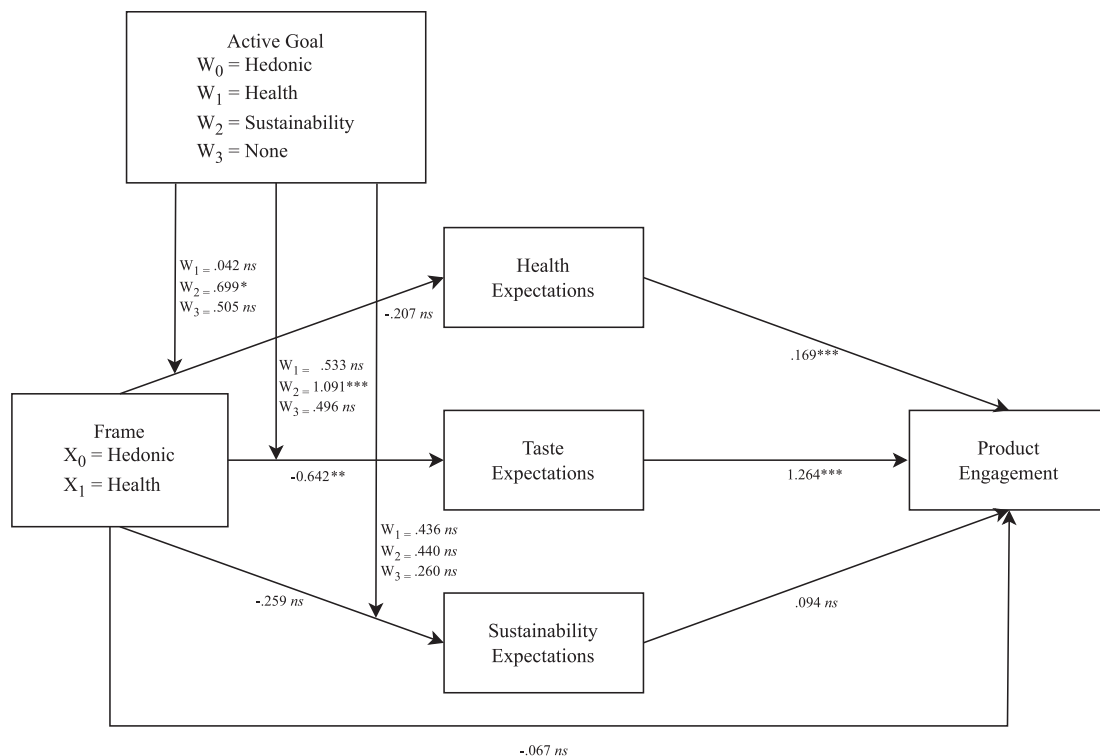 Active Goal
W0 = Hedonic
W1 = Health
W2 = Sustainability
W3 = None
W1 = .042 ns
W2 = .699*
W3 = .505 ns
Health
Expectations
-.207 ns
.169***
W1 = .533 ns
W2 = 1.091***
W3 = .496 ns
Frame
X0 = Hedonic
X1 = Health
-0.642**
Taste
Expectations
1.264***
Product
Engagement
W1 = .436 ns
W2 = .440 ns
W3 = .260 ns
-.259 ns
Sustainability
Expectations
.094 ns
-.067 ns